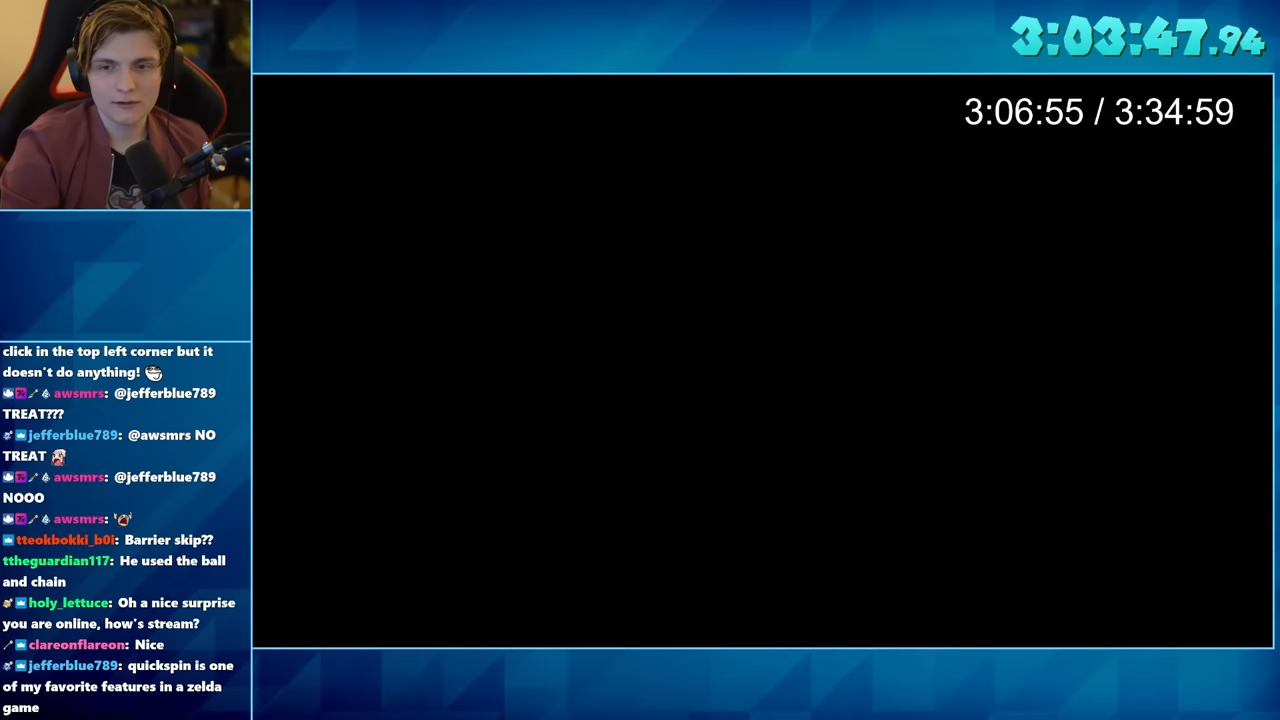 3:03:47.94
3:06:55 / 3:34:59
click in the top left corner but it
doesn't do anything!
awsmrs: @jefferblue789
TREAT???
jefferblue789: @awsmrs NO
TREAT
awsmrs: @jefferblue789
NOOO
awsmrs:
tteokbokki_b0i: Barrier skip??
ttheguardian117: He used the ball
and chain
holy_lettuce: Oh a nice surprise
you are online, how's stream?
clareonflareon: Nice
jefferblue789: quickspin is one
of my favorite features in a zelda
game